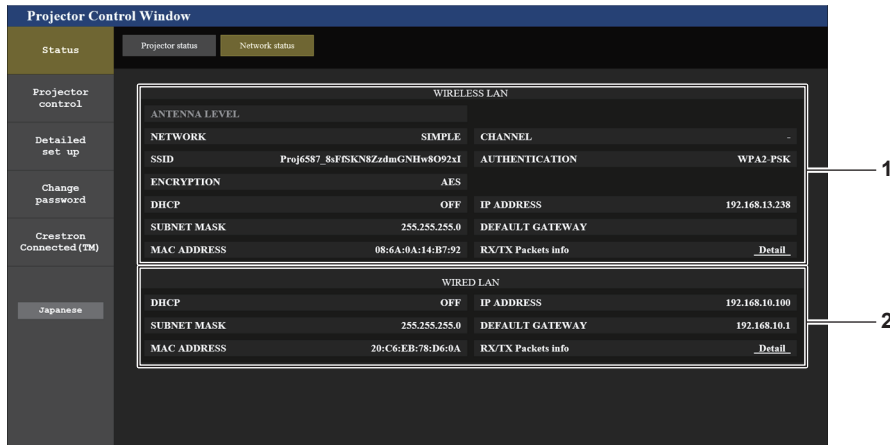 Projector Control Window
Status
Projector status
Network status
Projector
control
Detailed
set up
Change
password
Crestron
Connected(TM)
Japanese
WIRELESS LAN
ANTENNA LEVEL
NETWORK SIMPLE CHANNEL -
SSID Proj6587_8sFfSKN8ZzdmGNHw8O92xI AUTHENTICATION WPA2-PSK
ENCRYPTION AES
DHCP OFF IP ADDRESS 192.168.13.238
SUBNET MASK 255.255.255.0 DEFAULT GATEWAY
MAC ADDRESS 08:6A:0A:14:B7:92 RX/TX Packets info Detail
1
WIRED LAN
DHCP OFF IP ADDRESS 192.168.10.100
SUBNET MASK 255.255.255.0 DEFAULT GATEWAY 192.168.10.1
MAC ADDRESS 20:C6:EB:78:D6:0A RX/TX Packets info Detail
2